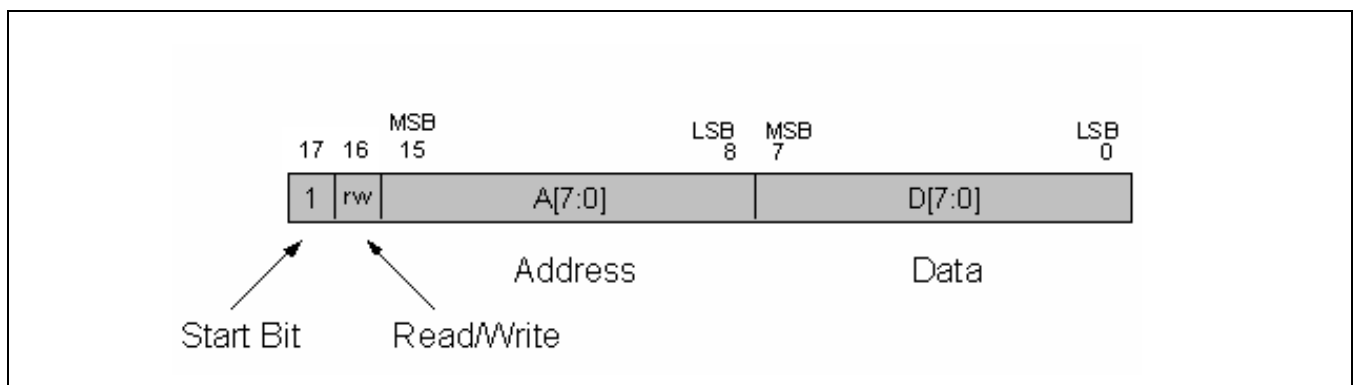 MSB LSB MSB LSB
17 16 15 8 7 0
1 rw A[7:0] D[7:0]
Address Data
Start Bit Read/Write